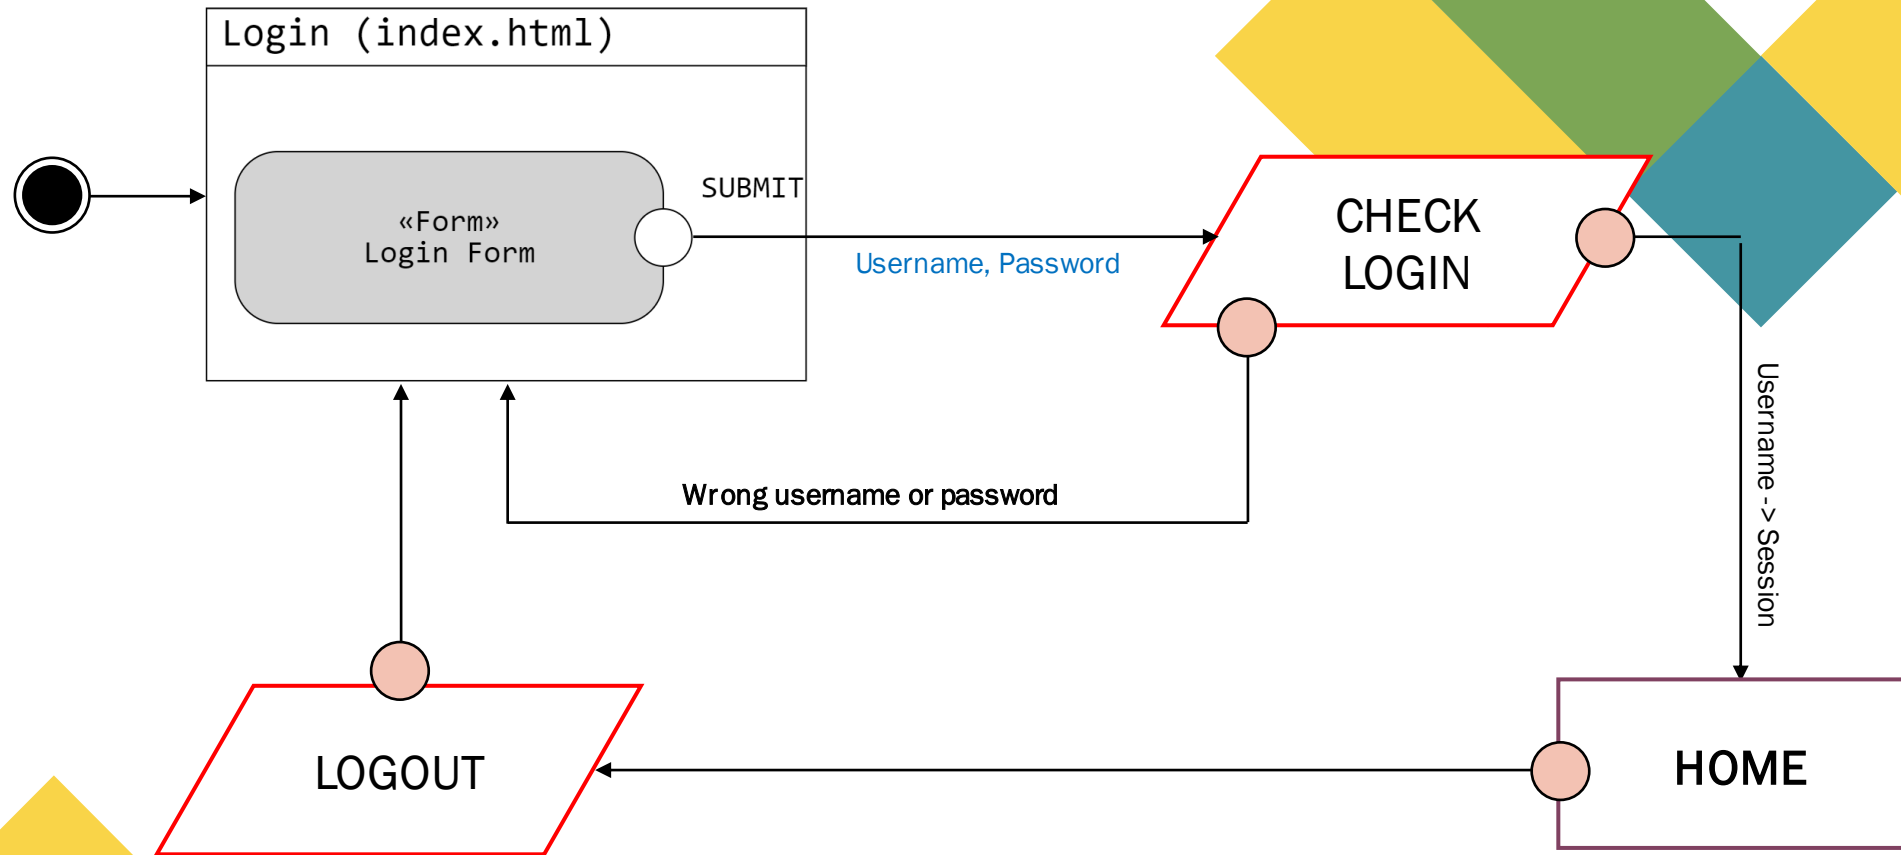 Login (index.html)
SUBMIT
«Form»
Login Form
Username, Password
CHECK
LOGIN
Wrong username or password
Username -> Session
LOGOUT
HOME